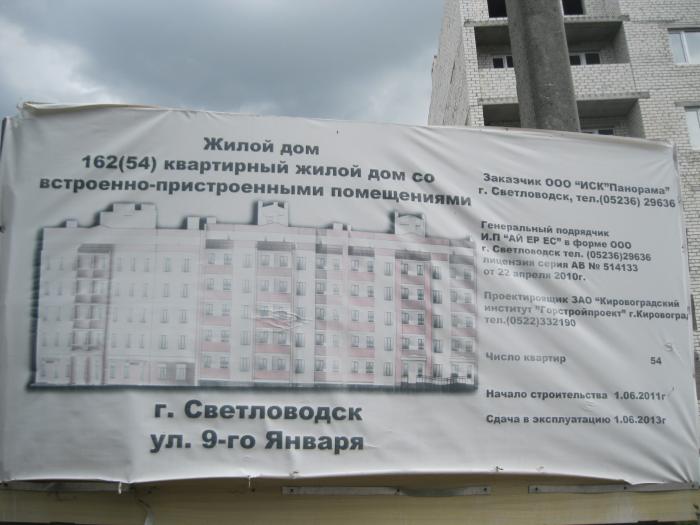 Жилой дом
162(54) квартирный жилой дом со
встроенно-пристроенными помещениями
г. Светловодск
ул. 9-го Января
Заказчик ООО "ИСК"Панорама"
г. Светловодск, тел.(05236) 29636
Генеральный подрядчик
И.П "АЙ ЕР ЕС" в форме ООО
г. Светловодск тел. (05236)29636
лицензия серия АВ № 514133
от 22 апреля 2010г.
Проектировщик ЗАО "Кировоградский
институт "Горстройпроект" г.Кировоград
тел.(0522)332190
Число квартир 54
Начало строительства 1.06.2011г
Сдача в эксплуатацию 1.06.2013г